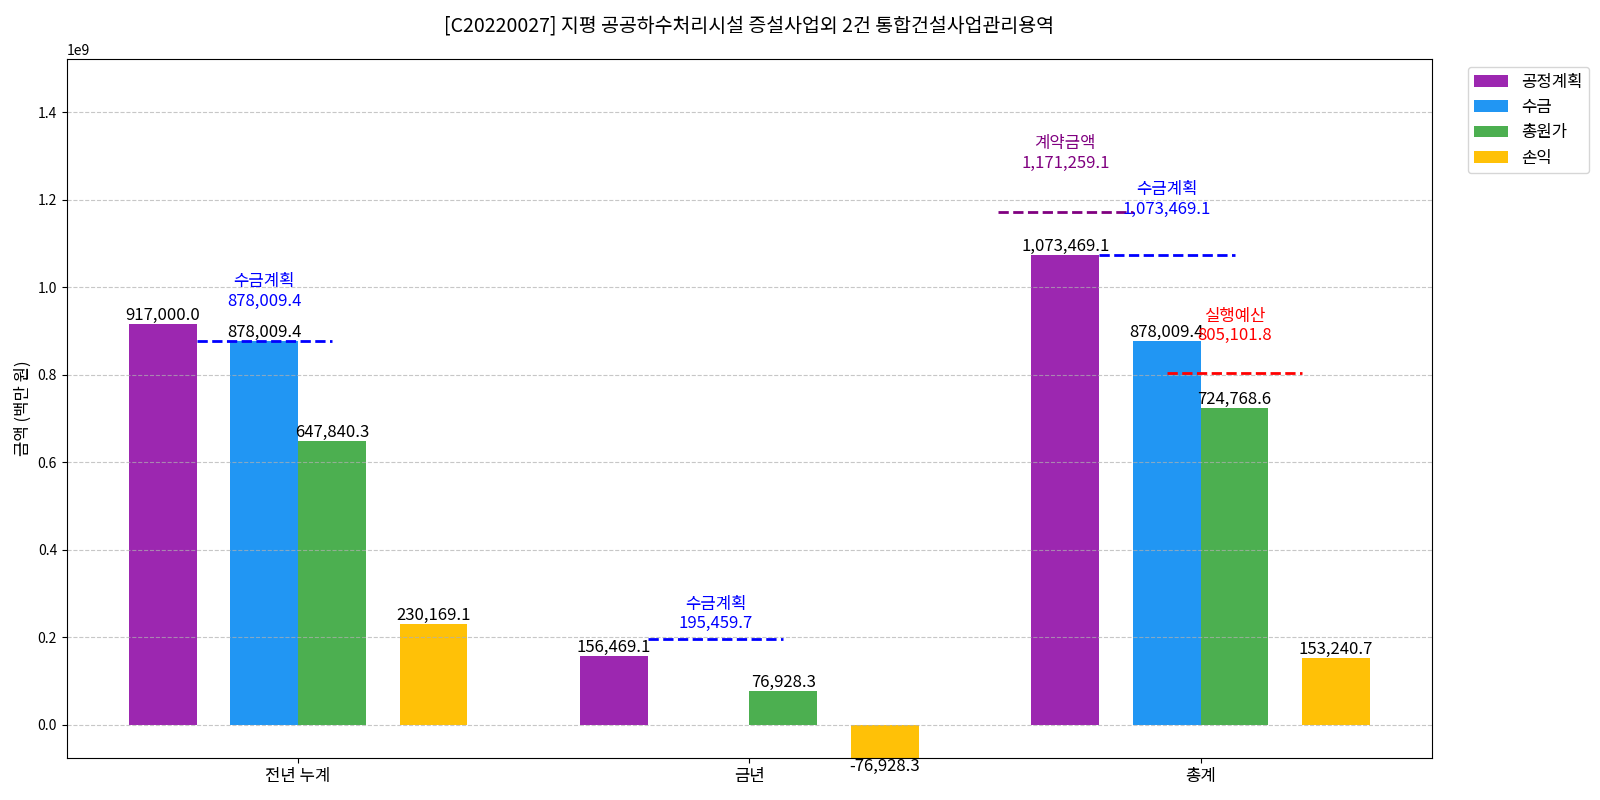 [C20220027] 지평 공공하수처리시설 증설사업외 2건 통합건설사업관리용역
1e9
공정계획
수금
총원가
손익
금액 (백만 원)
1.4
1.2
1.0
0.8
0.6
0.4
0.2
0.0
917,000.0
수금계획
878,009.4
878,009.4
647,840.3
230,169.1
156,469.1
수금계획
195,459.7
76,928.3
-76,928.3
계약금액
1,171,259.1
수금계획
1,073,469.1
1,073,469.1
878,009.4
실행예산
805,101.8
724,768.6
153,240.7
전년 누계
금년
총계